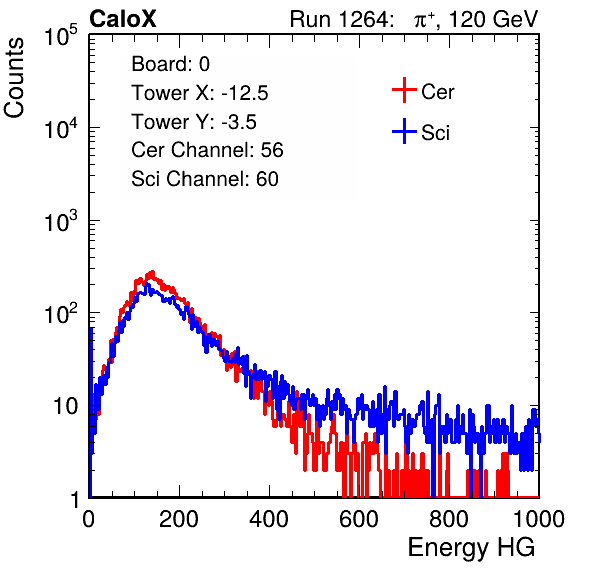 CaloX Run 1264: π⁺, 120 GeV
Counts
10⁵
10⁴
10³
10²
10
1
Board: 0
Tower X: -12.5
Tower Y: -3.5
Cer Channel: 56
Sci Channel: 60
Cer
Sci
0 200 400 600 800 1000
Energy HG